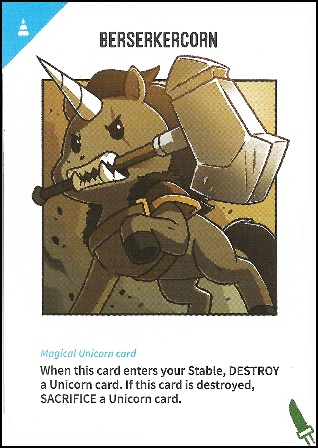 BERSERKERCORN
Magical Unicorn card
When this card enters your Stable, DESTROY
a Unicorn card. If this card is destroyed,
SACRIFICE a Unicorn card.